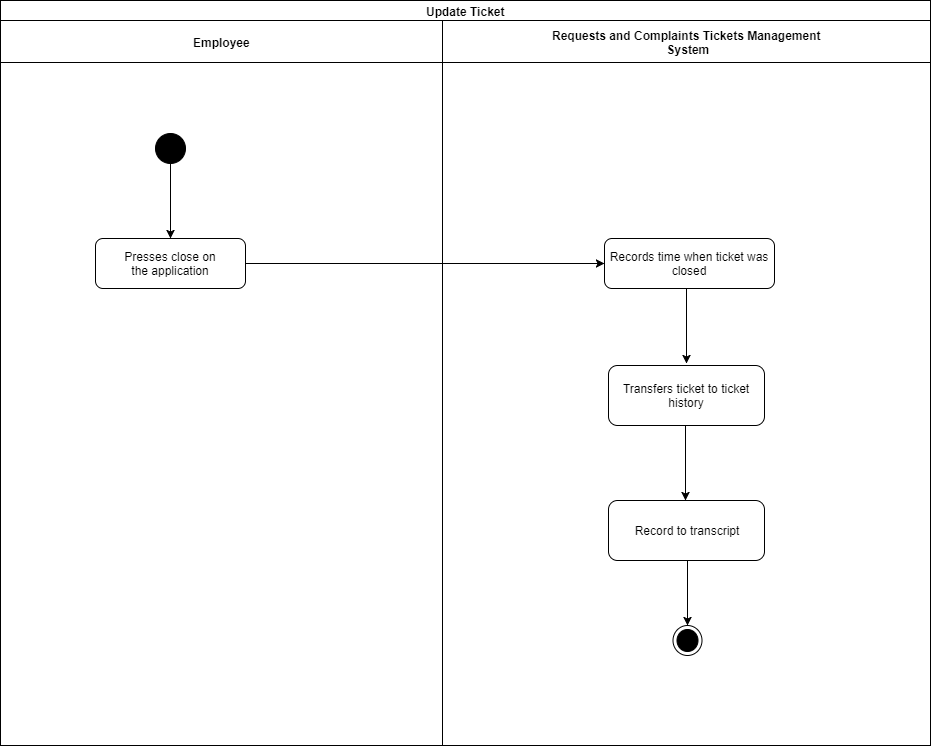 Update Ticket
Employee
Requests and Complaints Tickets Management
System
Presses close on
the application
Records time when ticket was
closed
Transfers ticket to ticket
history
Record to transcript